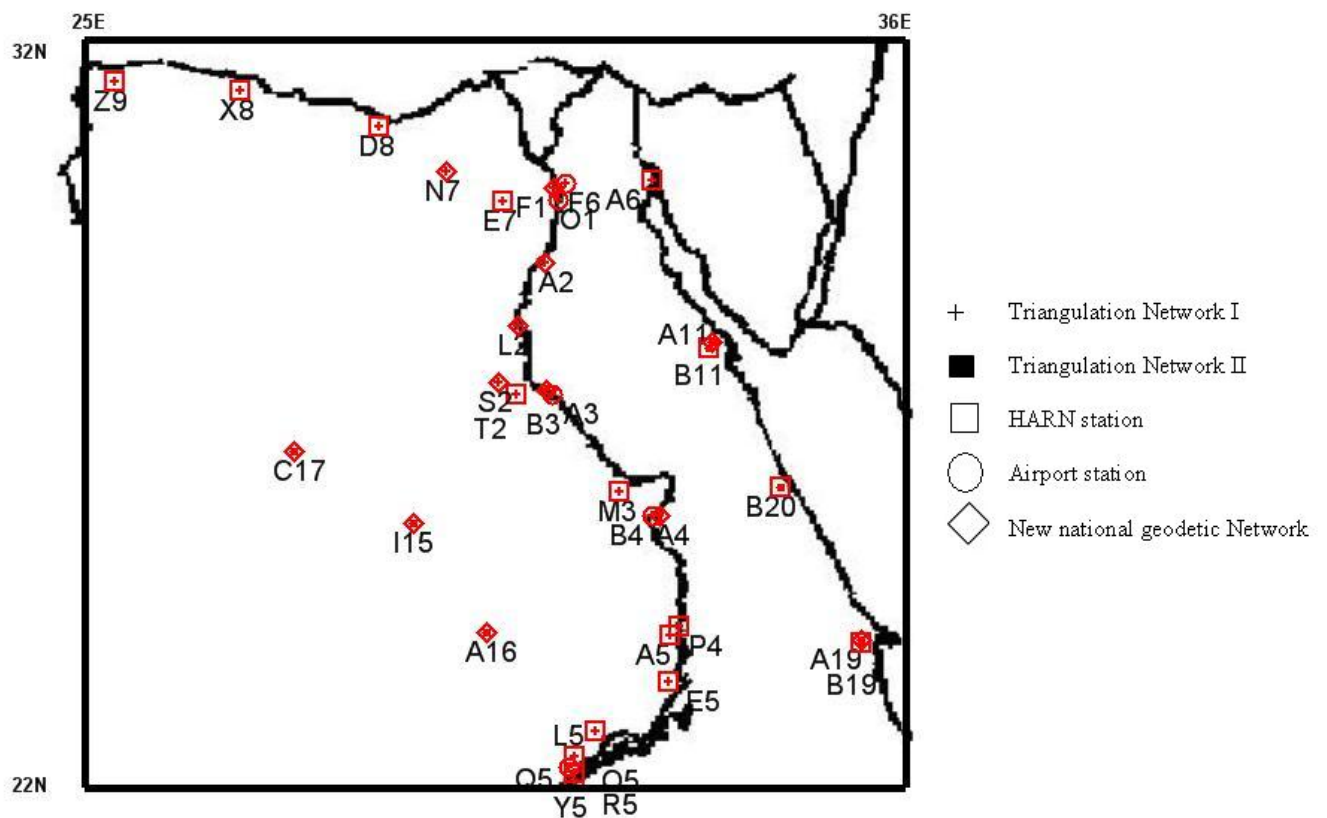 25E
36E
32N
Z9
X8
D8
N7
E7
F1
F6
O1
A6
A2
L2
A11
B11
S2
T2
B3
A3
C17
M3
B20
B4
A4
I15
A16
A5
P4
A19
B19
E5
L5
Q5
O5
22N
Y5
R5
Triangulation Network I
Triangulation Network II
HARN station
Airport station
New national geodetic Network